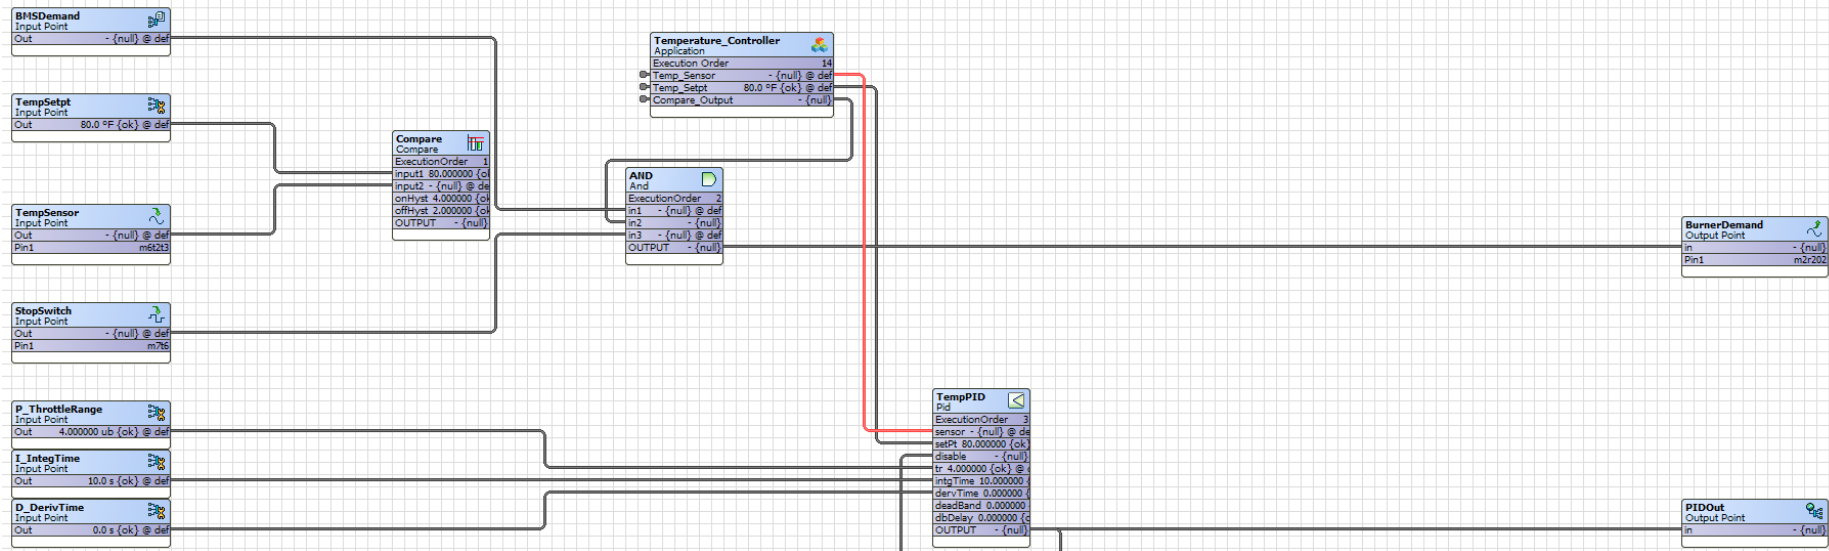 BMSDemand
Input Point
Out - {null} @ def
TempSetpt
Input Point
Out 80.0 ºF {ok} @ def
TempSensor
Input Point
Out - {null} @ def
Pin1 m6t2t3
StopSwitch
Input Point
Out - {null} @ def
Pin1 m7t6
P_ThrottleRange
Input Point
Out 4.000000 ub {ok} @ def
I_IntegTime
Input Point
Out 10.0 s {ok} @ def
D_DerivTime
Input Point
Out 0.0 s {ok} @ def
Compare
Compare
ExecutionOrder 1
input1 80.000000 {ol
input2 - {null} @ de
onHyst 4.000000 {ok
offHyst 2.000000 {ok
OUTPUT - {null}
Temperature_Controller
Application
Execution Order 14
Temp_Sensor - {null} @ def
Temp_Setpt 80.0 ºF {ok} @ def
Compare_Output - {null}
AND
And
ExecutionOrder 2
in1 - {null} @ def
in2 - {null}
in3 - {null} @ def
OUTPUT - {null}
TempPID
Pid
ExecutionOrder 3
sensor - {null} @ de
setPt 80.000000 {ok}
disable - {null}
tr 4.000000 {ok} @ d
intgTime 10.000000 {
dervTime 0.000000 {
deadBand 0.000000
dbDelay 0.000000 {o
OUTPUT - {null}
BurnerDemand
Output Point
in - {null}
Pin1 m2r202
PIDOut
Output Point
in - {null}